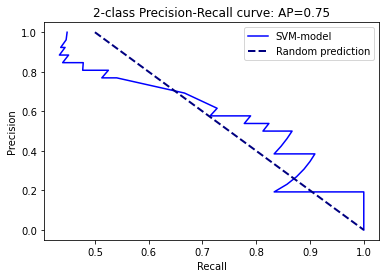 2-class Precision-Recall curve: AP=0.75
SVM-model
Random prediction
Precision
1.0
0.8
0.6
0.4
0.2
0.0
0.5 0.6 0.7 0.8 0.9 1.0
Recall